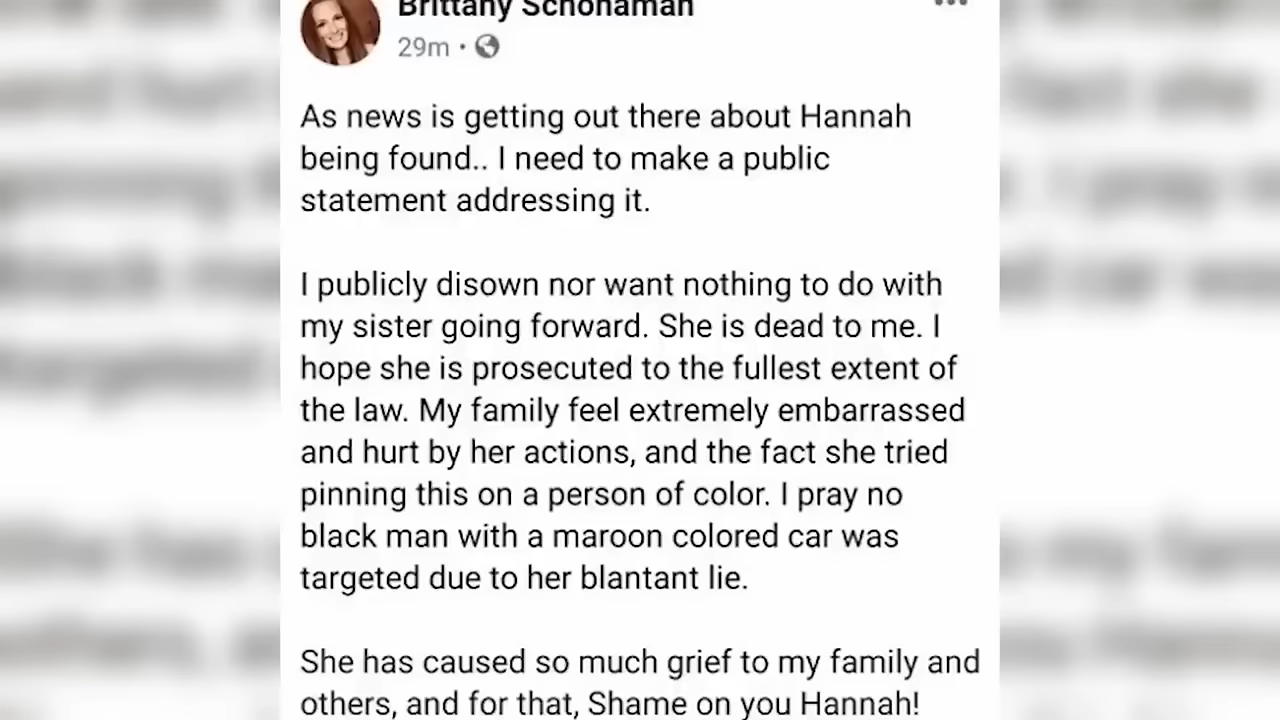 Brittany Schonaman
29m
As news is getting out there about Hannah
being found.. I need to make a public
statement addressing it.
I publicly disown nor want nothing to do with
my sister going forward. She is dead to me. I
hope she is prosecuted to the fullest extent of
the law. My family feel extremely embarrassed
and hurt by her actions, and the fact she tried
pinning this on a person of color. I pray no
black man with a maroon colored car was
targeted due to her blantant lie.
She has caused so much grief to my family and
others, and for that, Shame on you Hannah!